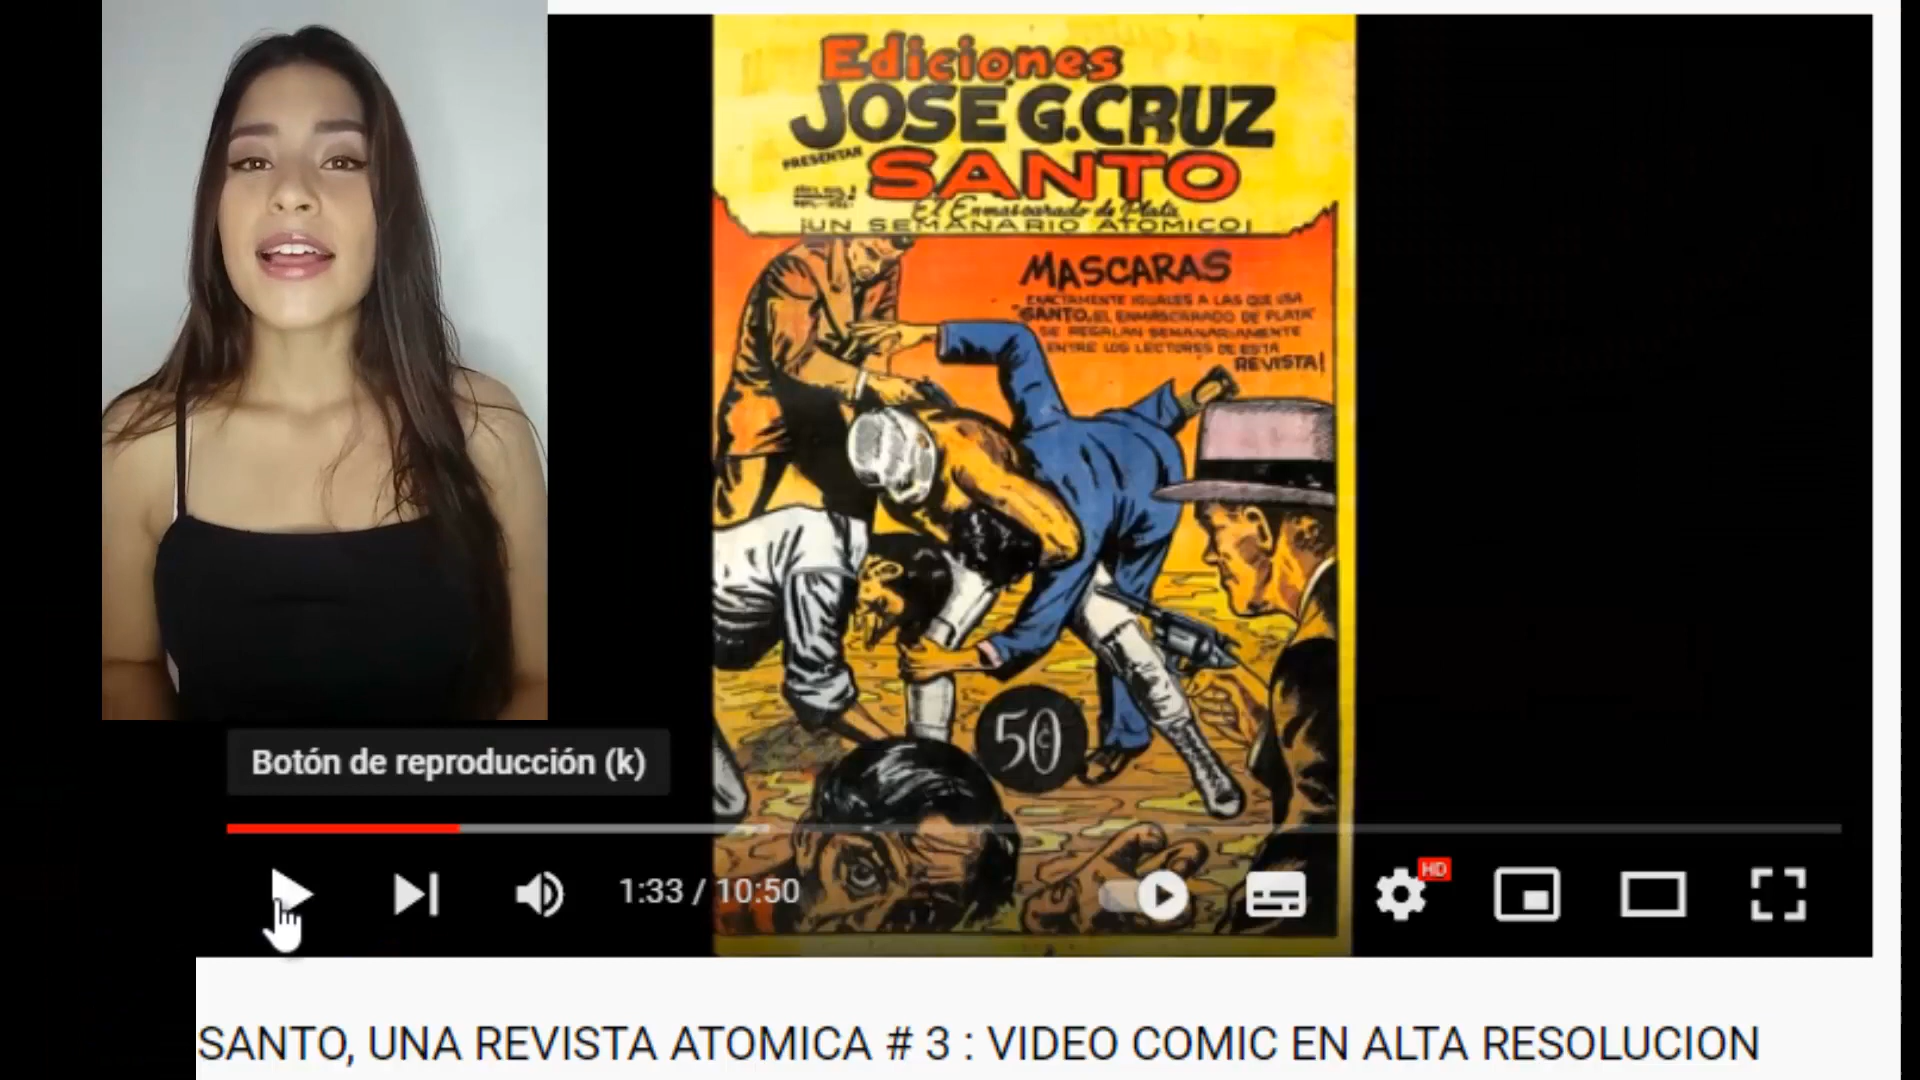 Ediciones
JOSE G. CRUZ
PRESENTAN
SANTO
El Enmascarado de Plata
¡UN SEMANARIO ATOMICO!
MASCARAS
EXACTAMENTE IGUALES A LAS QUE USA
"SANTO, EL ENMASCARADO DE PLATA"
SE REGALAN SEMANARIAMENTE
ENTRE LOS LECTORES DE ESTA
REVISTA!
50¢
Botón de reproducción (k)
1:33 / 10:50
HD
SANTO, UNA REVISTA ATOMICA # 3 : VIDEO COMIC EN ALTA RESOLUCION